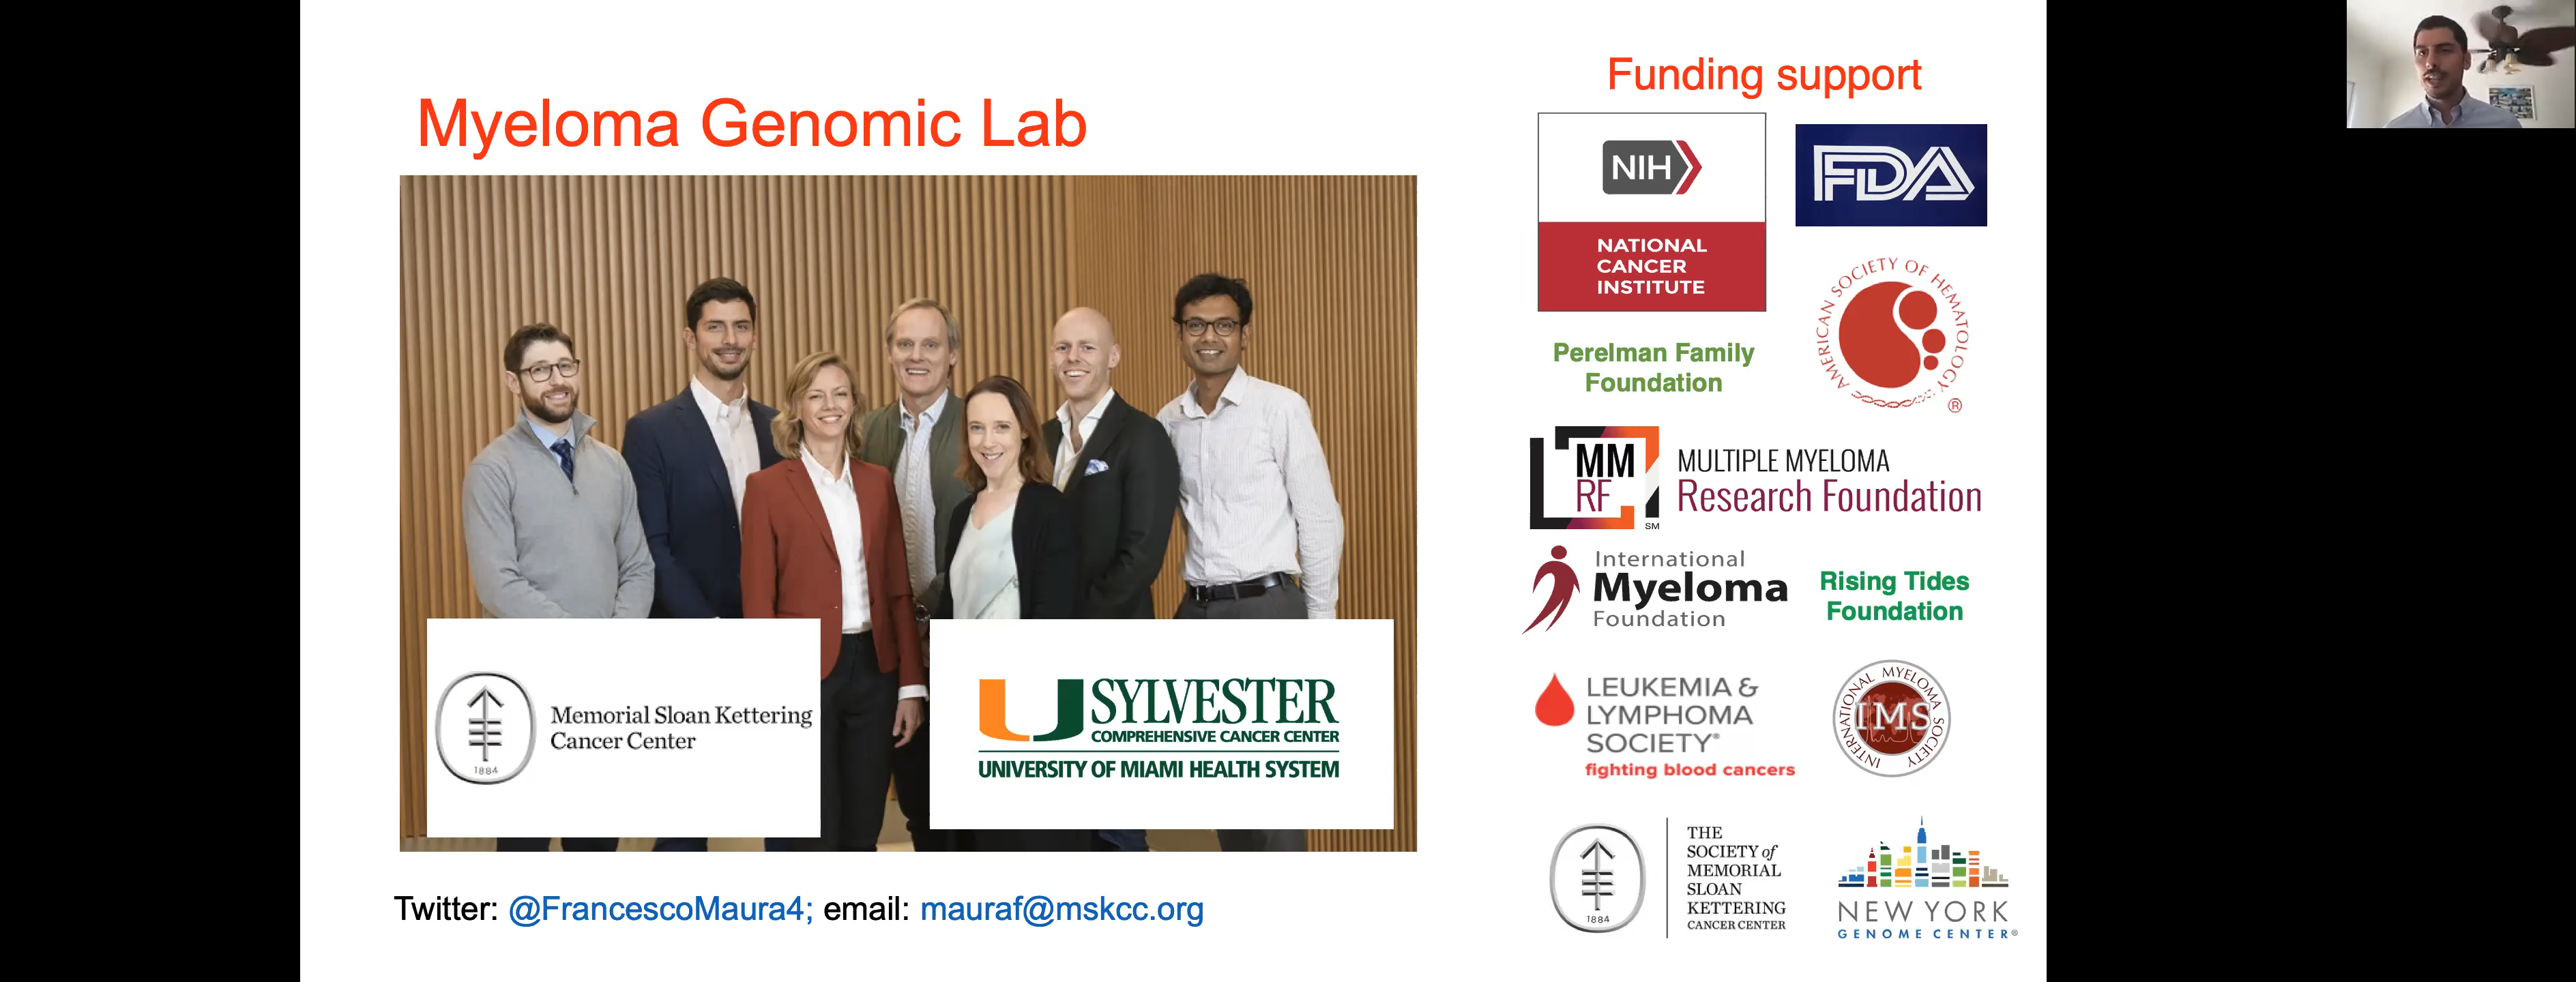 Myeloma Genomic Lab
Memorial Sloan Kettering
Cancer Center
1884
U SYLVESTER
COMPREHENSIVE CANCER CENTER
UNIVERSITY OF MIAMI HEALTH SYSTEM
Twitter: @FrancescoMaura4; email: mauraf@mskcc.org
Funding support
NIH
NATIONAL
CANCER
INSTITUTE
FDA
AMERICAN SOCIETY OF HEMATOLOGY
®
Perelman Family
Foundation
MM
RF
SM
MULTIPLE MYELOMA
Research Foundation
International
Myeloma
Foundation
Rising Tides
Foundation
LEUKEMIA &
LYMPHOMA
SOCIETY®
fighting blood cancers
INTERNATIONAL MYELOMA SOCIETY
IMS
1884
THE
SOCIETY of
MEMORIAL
SLOAN
KETTERING
CANCER CENTER
NEW YORK
GENOME CENTER®